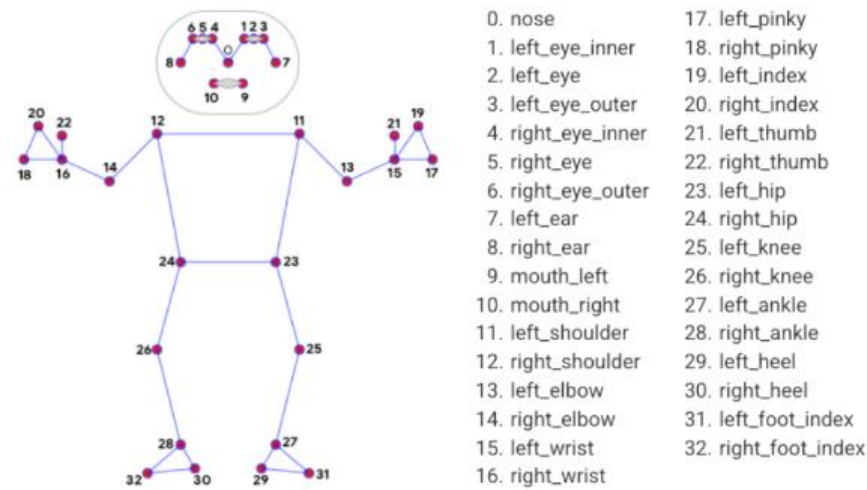 6 5 4 1 2 3
8 0 7
10 9
20 22 12 11 21 19
18 16 14 13 15 17
24 23
26 25
28 27
32 30 29 31
0. nose
1. left_eye_inner
2. left_eye
3. left_eye_outer
4. right_eye_inner
5. right_eye
6. right_eye_outer
7. left_ear
8. right_ear
9. mouth_left
10. mouth_right
11. left_shoulder
12. right_shoulder
13. left_elbow
14. right_elbow
15. left_wrist
16. right_wrist
17. left_pinky
18. right_pinky
19. left_index
20. right_index
21. left_thumb
22. right_thumb
23. left_hip
24. right_hip
25. left_knee
26. right_knee
27. left_ankle
28. right_ankle
29. left_heel
30. right_heel
31. left_foot_index
32. right_foot_index